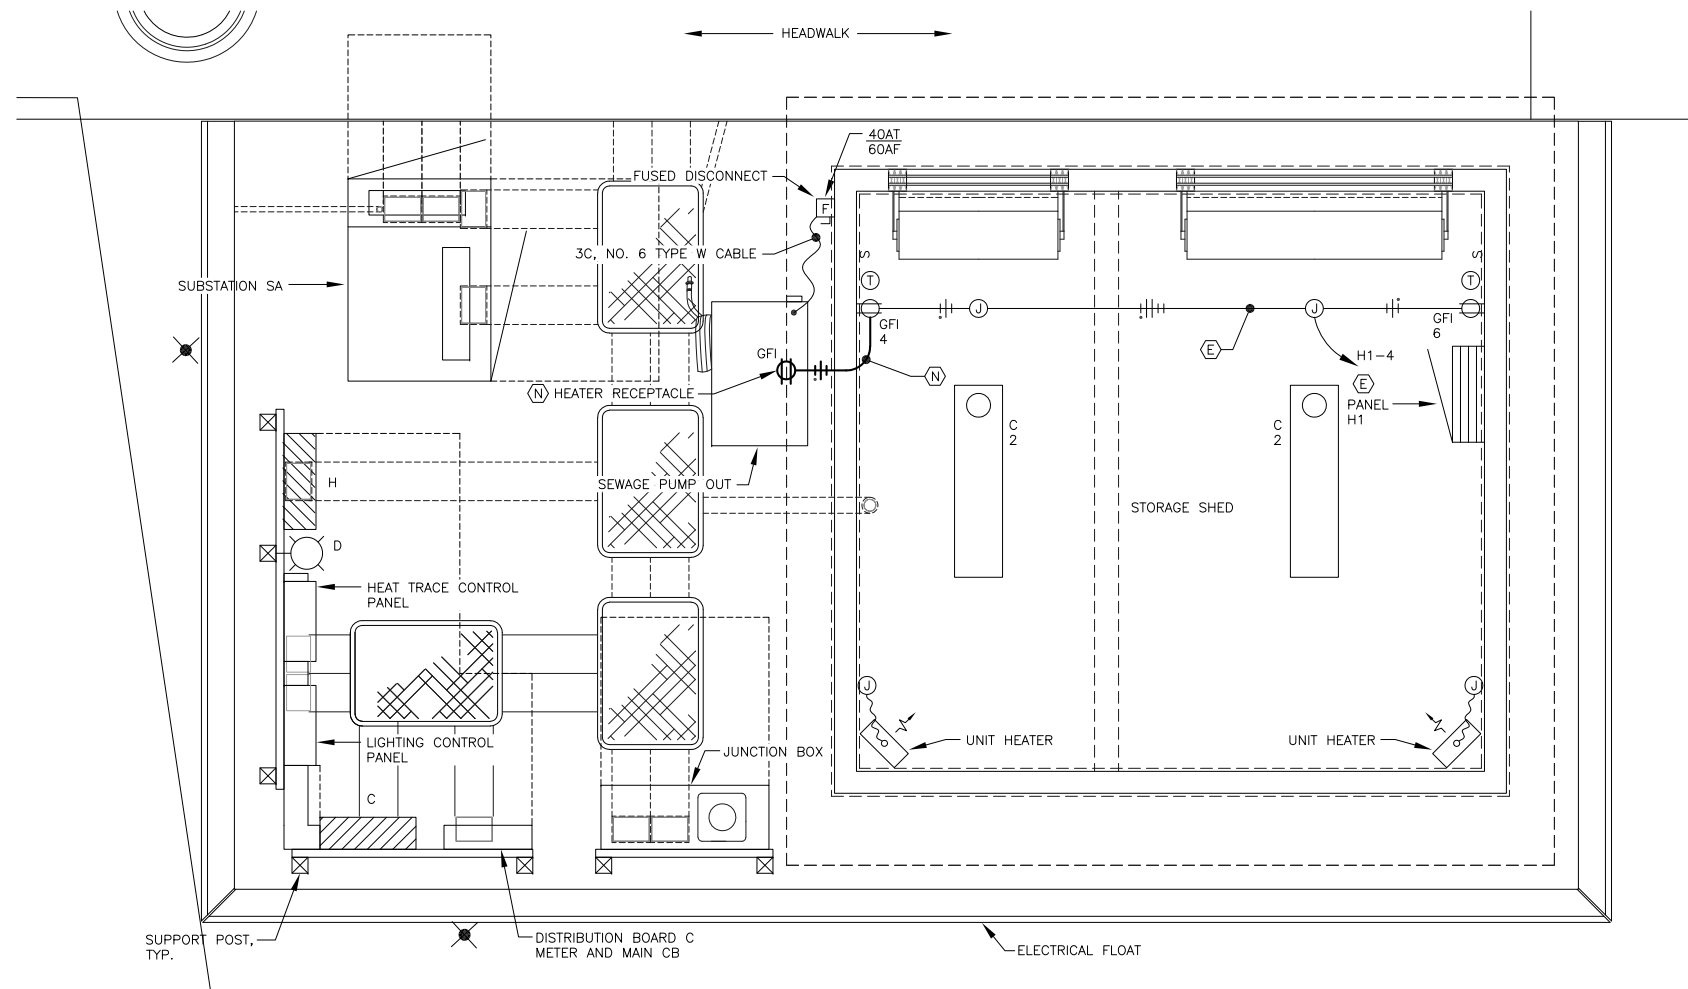 HEADWALK
40AT
60AF
FUSED DISCONNECT
F
3C, NO. 6 TYPE W CABLE
S
S
T
T
SUBSTATION SA
J
J
GFI
4
GFI
6
GFI
E
H1-4
N
E
N HEATER RECEPTACLE
PANEL
H1
C
2
C
2
SEWAGE PUMP OUT
H
STORAGE SHED
D
HEAT TRACE CONTROL
PANEL
J
J
LIGHTING CONTROL
PANEL
JUNCTION BOX
UNIT HEATER
UNIT HEATER
C
SUPPORT POST,
TYP.
DISTRIBUTION BOARD C
METER AND MAIN CB
ELECTRICAL FLOAT